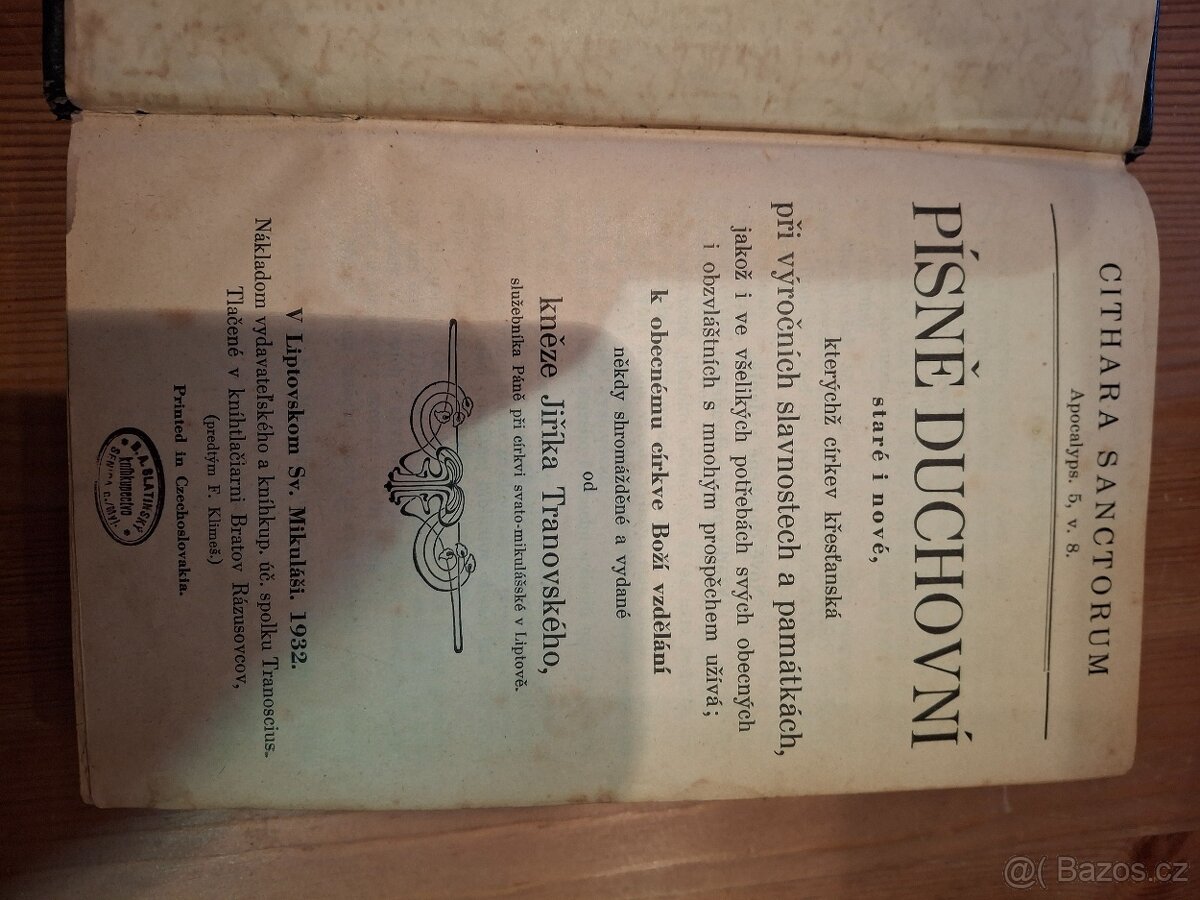 CITHARA SANCTORUM
Apocalyps. 5, v. 8.
PÍSNĚ DUCHOVNÍ
staré i nové,
kterýchž církev křesťanská
při výročních slavnostech a památkách,
jakož i ve všelikých potřebách svých obecných
i obzvláštních s mnohým prospěchem užívá;
k obecnému církve Boží vzdělání
někdy shromážděné a vydané
od
kněze Jiříka Tranovského,
služebníka Páně při církvi svato-mikulášské v Liptově.
V Liptovskom Sv. Mikuláši. 1932.
Nákladom vydavateľského a kníhkup. úč. spolku Tranoscius.
Tlačené v kníhtlačiarni Bratov Rázusovcov,
(predtým F. Klimeš.)
Printed in Czechoslovakia.
SLATINSKÝ
kníhkupectvo
@( Bazos.cz